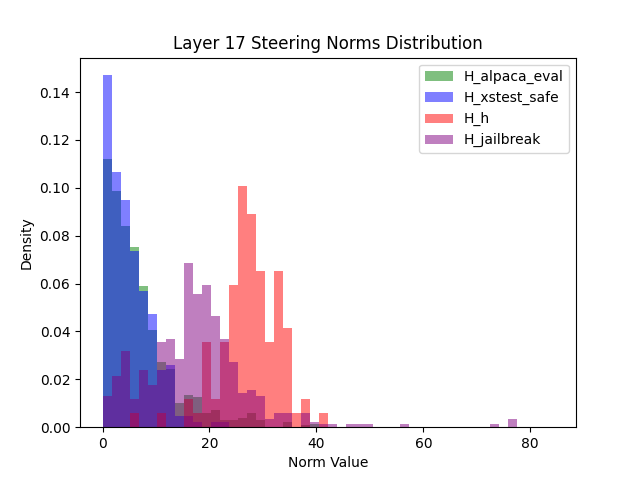 Layer 17 Steering Norms Distribution
H_alpaca_eval
H_xstest_safe
H_h
H_jailbreak
0.14
0.12
0.10
0.08
0.06
0.04
0.02
0.00
Density
0 20 40 60 80
Norm Value